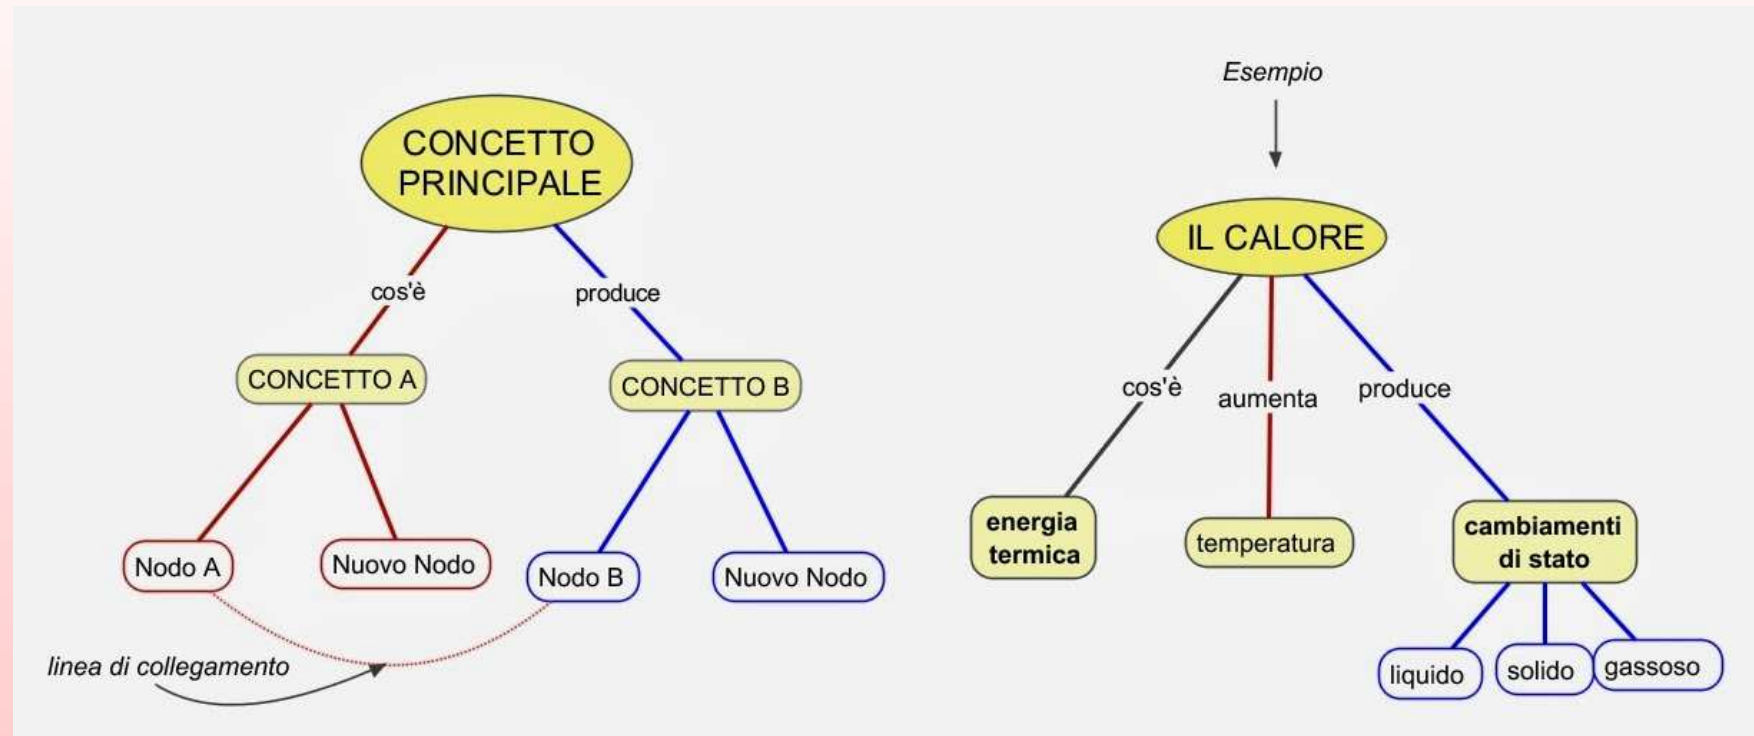 CONCETTO
PRINCIPALE
cos'è
produce
CONCETTO A
CONCETTO B
Nodo A
Nuovo Nodo
Nodo B
Nuovo Nodo
linea di collegamento
Esempio
IL CALORE
cos'è
aumenta
produce
energia
termica
temperatura
cambiamenti
di stato
liquido
solido
gassoso